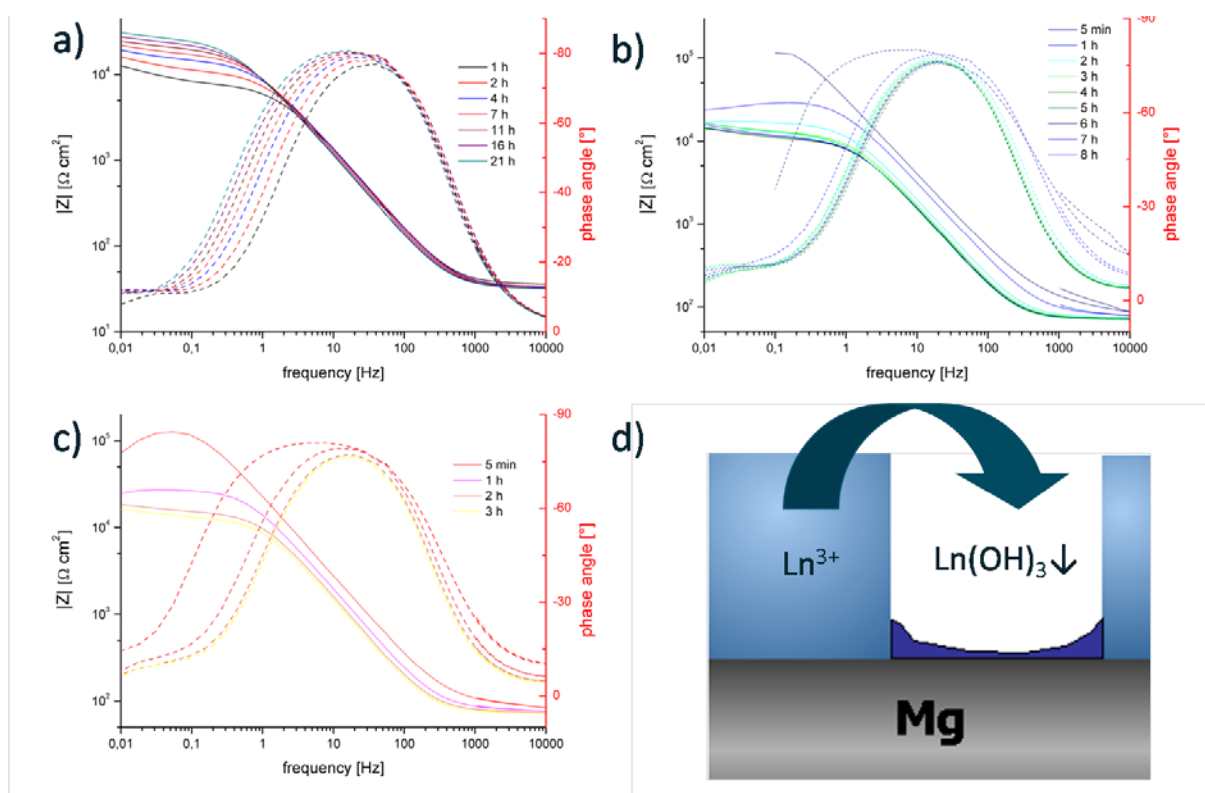 a)
10⁴
10³
10²
10¹
|Z| [Ω cm²]
0,01 0,1 1 10 100 1000 10000
frequency [Hz]
-80
-60
-40
-20
0
phase angle [°]
1 h
2 h
4 h
7 h
11 h
16 h
21 h
b)
10⁵
10⁴
10³
10²
|Z| [Ω cm²]
0,01 0,1 1 10 100 1000 10000
frequency [Hz]
-90
-60
-30
0
phase angle [°]
5 min
1 h
2 h
3 h
4 h
5 h
6 h
7 h
8 h
c)
10⁵
10⁴
10³
10²
|Z| [Ω cm²]
0,01 0,1 1 10 100 1000 10000
frequency [Hz]
-90
-60
-30
0
phase angle [°]
5 min
1 h
2 h
3 h
d)
Ln³⁺
Ln(OH)₃↓
Mg